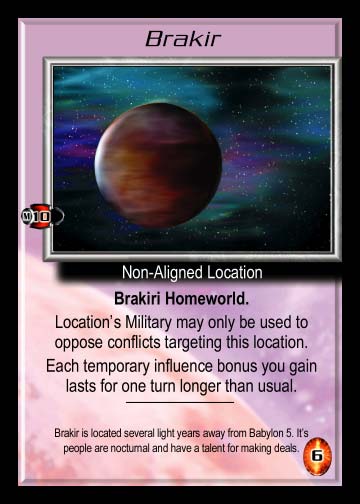 Brakir
M 10
Non-Aligned Location
Brakiri Homeworld.
Location's Military may only be used to
oppose conflicts targeting this location.
Each temporary influence bonus you gain
lasts for one turn longer than usual.
Brakir is located several light years away from Babylon 5. It's
people are nocturnal and have a talent for making deals.
6